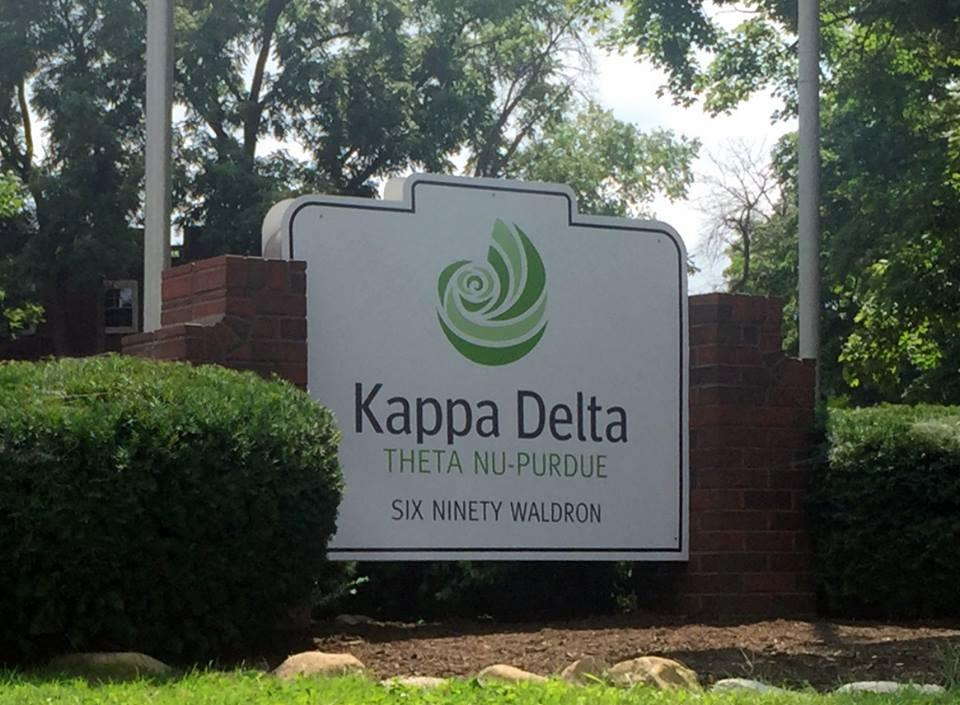 Kappa Delta
THETA NU-PURDUE
SIX NINETY WALDRON